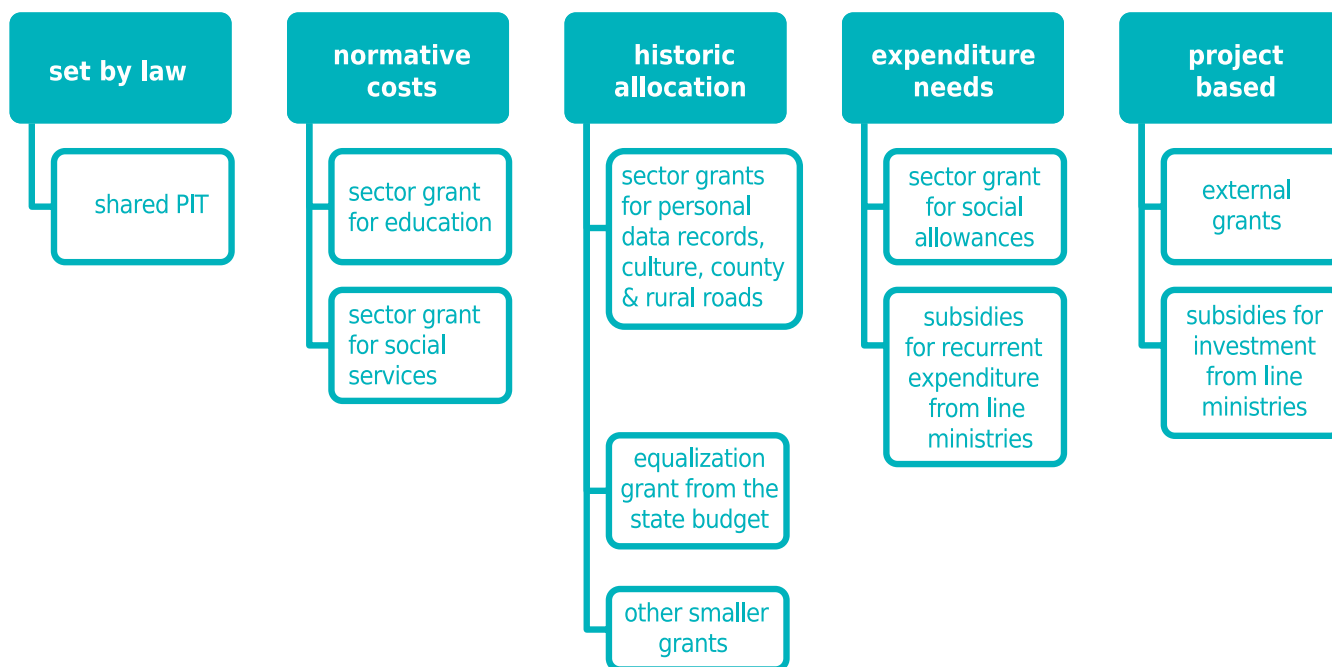 set by law
shared PIT
normative
costs
sector grant
for education
sector grant
for social
services
historic
allocation
sector grants
for personal
data records,
culture, county
& rural roads
equalization
grant from the
state budget
other smaller
grants
expenditure
needs
sector grant
for social
allowances
subsidies
for recurrent
expenditure
from line
ministries
project
based
external
grants
subsidies for
investment
from line
ministries